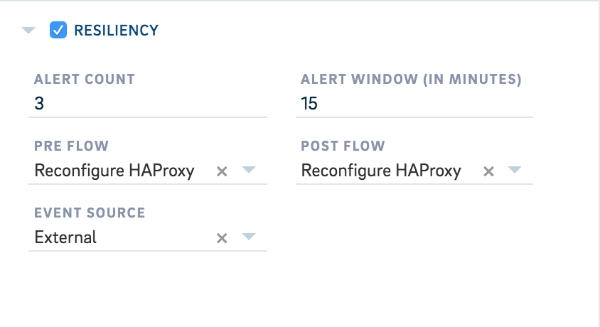 RESILIENCY
ALERT COUNT
3
ALERT WINDOW (IN MINUTES)
15
PRE FLOW
Reconfigure HAProxy
POST FLOW
Reconfigure HAProxy
EVENT SOURCE
External